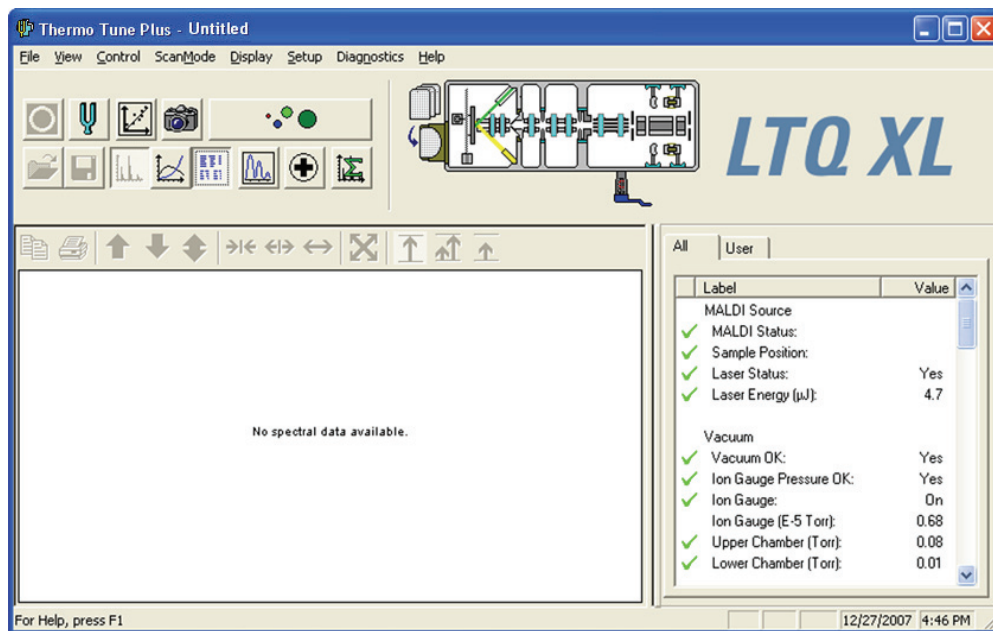 Thermo Tune Plus - Untitled
File View Control ScanMode Display Setup Diagnostics Help
LTQ XL
All User
Label Value
MALDI Source
MALDI Status:
Sample Position:
Laser Status: Yes
Laser Energy (µJ): 4.7
Vacuum
Vacuum OK: Yes
Ion Gauge Pressure OK: Yes
Ion Gauge: On
Ion Gauge (E-5 Torr): 0.68
Upper Chamber (Torr): 0.08
Lower Chamber (Torr): 0.01
No spectral data available.
For Help, press F1
12/27/2007 4:46 PM